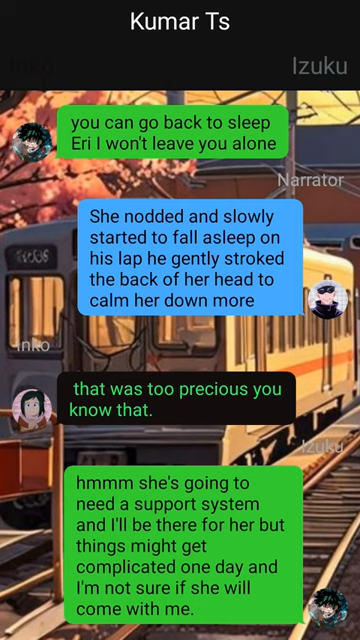 Kumar Ts
Izuku
you can go back to sleep
Eri I won't leave you alone
Narrator
She nodded and slowly
started to fall asleep on
his lap he gently stroked
the back of her head to
calm her down more
Inko
that was too precious you
know that.
Izuku
hmmm she's going to
need a support system
and I'll be there for her but
things might get
complicated one day and
I'm not sure if she will
come with me.